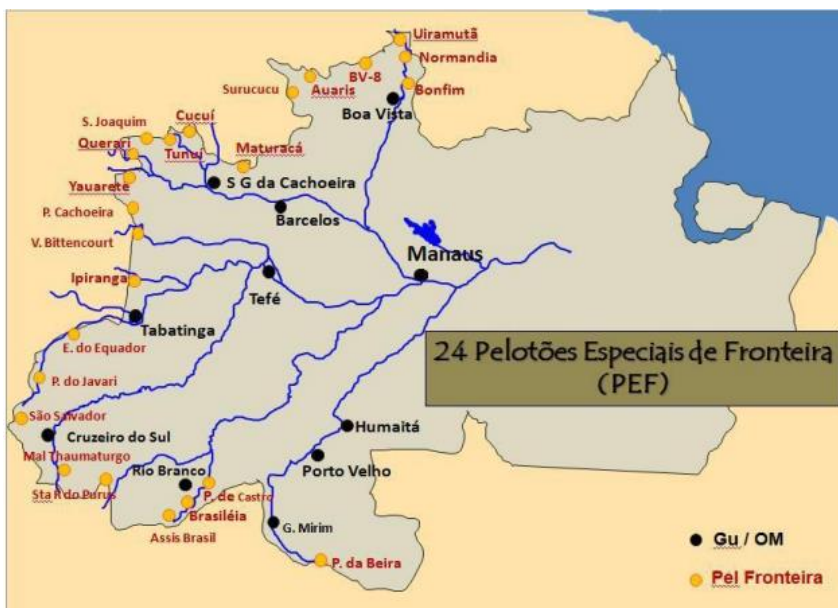 Uiramutã
Normandia
BV-8
Surucucu
Auaris
Bonfim
Boa Vista
Cucuí
S. Joaquim
Querari
Tunuí
Maturacá
Yauarete
S G da Cachoeira
P. Cachoeira
Barcelos
V. Bittencourt
Manaus
Ipiranga
Tefé
Tabatinga
E. do Equador
24 Pelotões Especiais de Fronteira
(PEF)
P. do Javari
São Salvador
Humaitá
Cruzeiro do Sul
Mal Thaumaturgo
Porto Velho
Rio Branco
Sta R do Purus
P. de Castro
Brasiléia
Assis Brasil
G. Mirim
Gu / OM
P. da Beira
Pel Fronteira